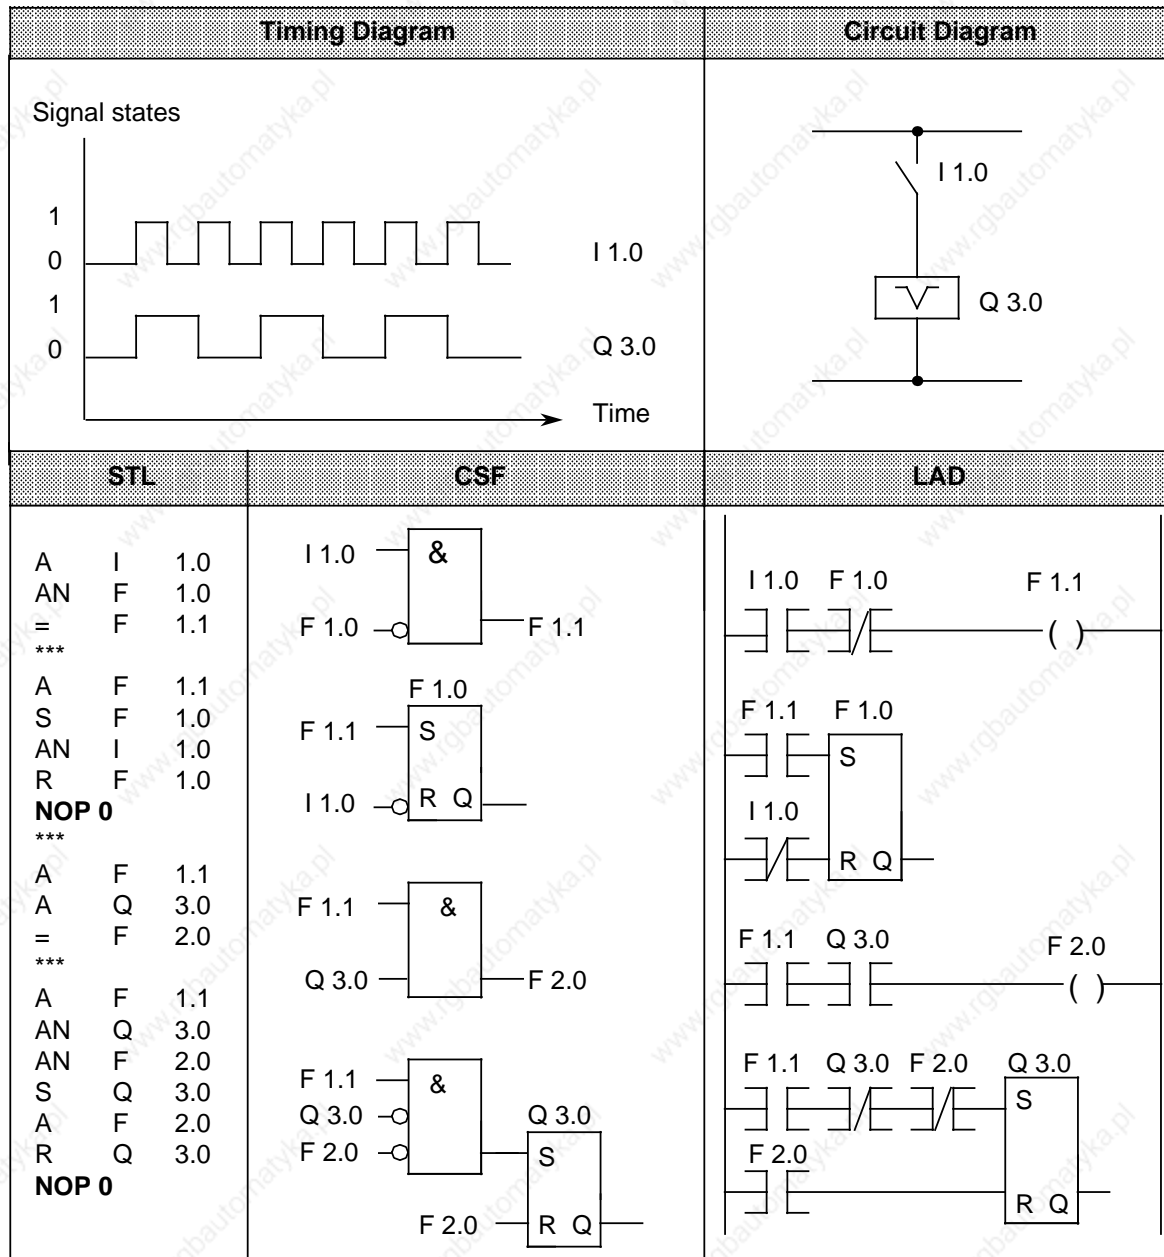 Timing Diagram
Circuit Diagram
Signal states
1
0
I 1.0
1
0
Q 3.0
Time
I 1.0
Q 3.0
STL
CSF
LAD
A I 1.0
AN F 1.0
= F 1.1
***
A F 1.1
S F 1.0
AN I 1.0
R F 1.0
NOP 0
***
A F 1.1
A Q 3.0
= F 2.0
***
A F 1.1
AN Q 3.0
AN F 2.0
S Q 3.0
A F 2.0
R Q 3.0
NOP 0
I 1.0 &
F 1.0 F 1.1
F 1.0
F 1.1 S
I 1.0 R Q
F 1.1 &
Q 3.0 F 2.0
F 1.1 &
Q 3.0 Q 3.0
F 2.0 S
F 2.0 R Q
I 1.0 F 1.0 F 1.1
( )
F 1.1 F 1.0
S
I 1.0
R Q
F 1.1 Q 3.0 F 2.0
( )
F 1.1 Q 3.0 F 2.0 Q 3.0
S
F 2.0
R Q
www.rgbautomatyka.pl